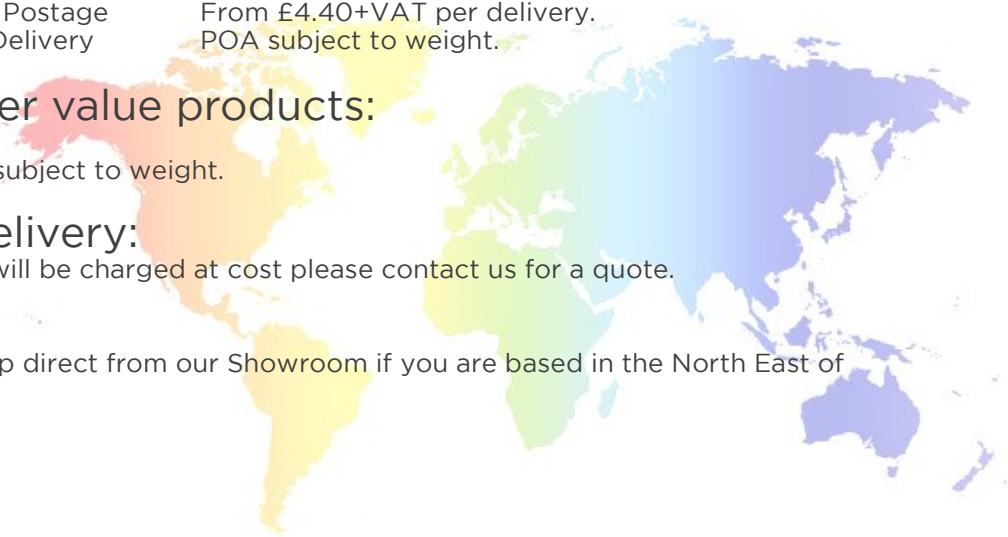 Postage From £4.40+VAT per delivery.
Delivery POA subject to weight.
er value products:
subject to weight.
elivery:
will be charged at cost please contact us for a quote.
p direct from our Showroom if you are based in the North East of